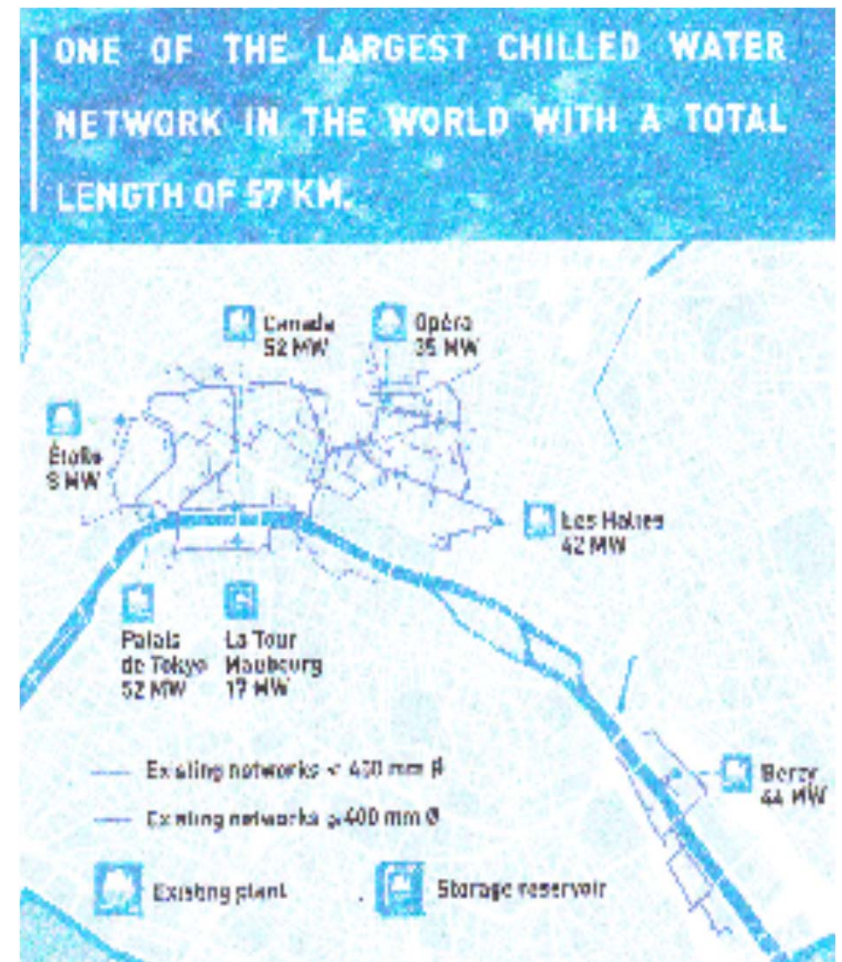 ONE OF THE LARGEST CHILLED WATER
NETWORK IN THE WORLD WITH A TOTAL
LENGTH OF 57 KM.
Canada
52 MW
Opéra
35 MW
Étoile
MW
Les Halles
42 MW
Palais
de Tokyo
52 MW
La Tour
Maubourg
17 MW
Existing networks < mm
Existing networks ≥ 400 mm Ø
Bercy
44 MW
Existing plant
Storage reservoir